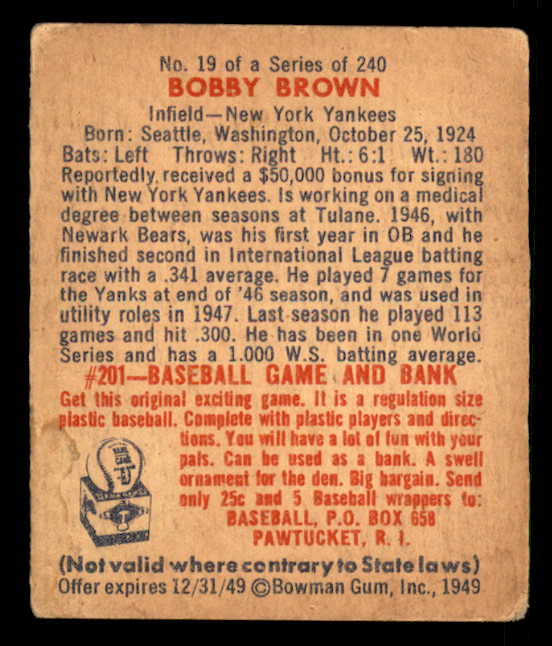 No. 19 of a Series of 240
BOBBY BROWN
Infield—New York Yankees
Born: Seattle, Washington, October 25, 1924
Bats: Left Throws: Right Ht.: 6:1 Wt.: 180
Reportedly received a $50,000 bonus for signing
with New York Yankees. Is working on a medical
degree between seasons at Tulane. 1946, with
Newark Bears, was his first year in OB and he
finished second in International League batting
race with a .341 average. He played 7 games for
the Yanks at end of '46 season, and was used in
utility roles in 1947. Last season he played 113
games and hit .300. He has been in one World
Series and has a 1.000 W.S. batting average.
#201—BASEBALL GAME AND BANK
Get this original exciting game. It is a regulation size
plastic baseball. Complete with plastic players and direc-
tions. You will have a lot of fun with your
pals. Can be used as a bank. A swell
ornament for the den. Big bargain. Send
only 25c and 5 Baseball wrappers to:
BASEBALL, P.O. BOX 658
PAWTUCKET, R. I.
(Not valid where contrary to State laws)
Offer expires 12/31/49 ©Bowman Gum, Inc., 1949